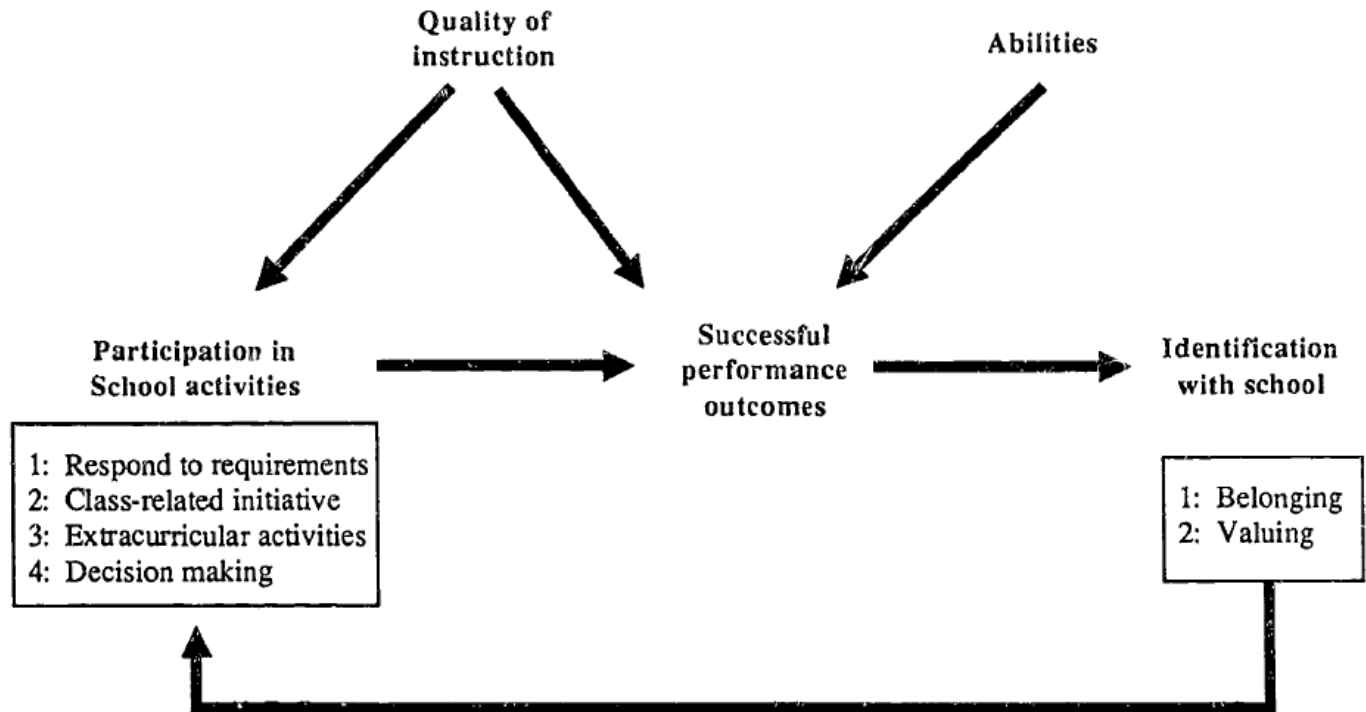 Quality of
instruction
Abilities
Participation in
School activities
Successful
performance
outcomes
Identification
with school
1: Respond to requirements
2: Class-related initiative
3: Extracurricular activities
4: Decision making
1: Belonging
2: Valuing